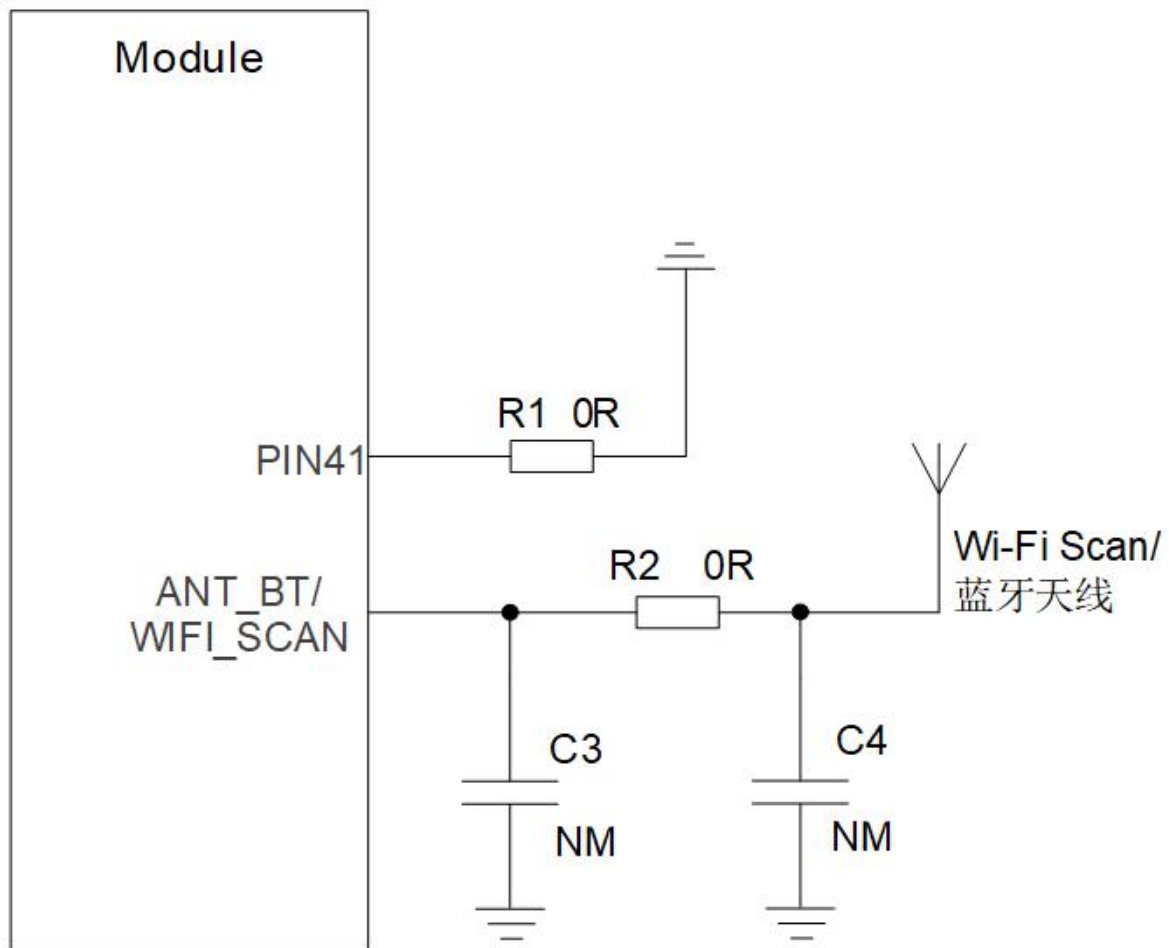 Module
R1 0R
PIN41
Wi-Fi Scan/
蓝牙天线
R2 0R
ANT_BT/
WIFI_SCAN
C3
NM
C4
NM